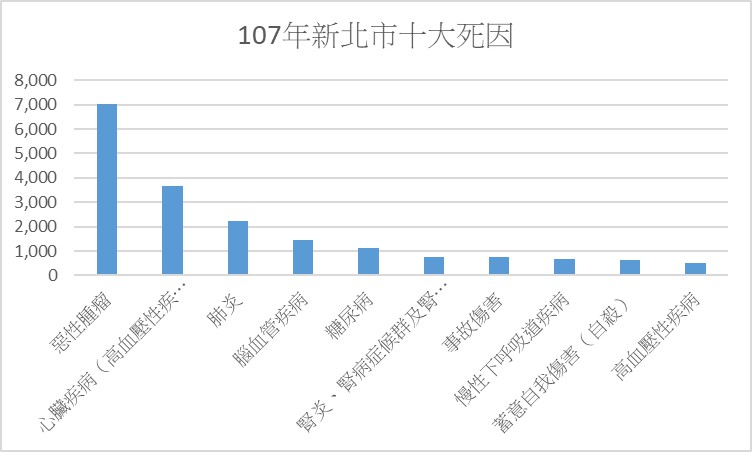 107年新北市十大死因
8,000
7,000
6,000
5,000
4,000
3,000
2,000
1,000
0
惡性腫瘤
心臟疾病（高血壓性疾…
肺炎
腦血管疾病
糖尿病
腎炎、腎病症候群及腎…
事故傷害
慢性下呼吸道疾病
蓄意自我傷害（自殺）
高血壓性疾病